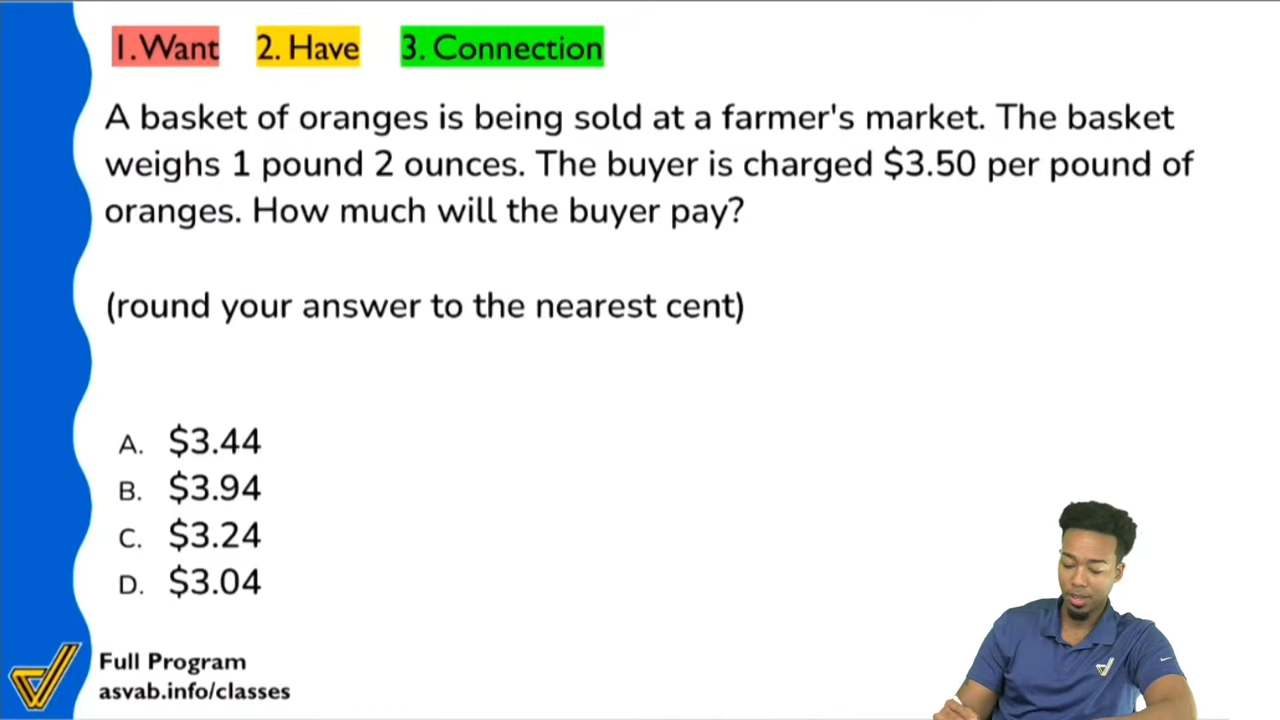 1. Want 2. Have 3. Connection
A basket of oranges is being sold at a farmer's market. The basket
weighs 1 pound 2 ounces. The buyer is charged $3.50 per pound of
oranges. How much will the buyer pay?
(round your answer to the nearest cent)
A. $3.44
B. $3.94
C. $3.24
D. $3.04
Full Program
asvab.info/classes